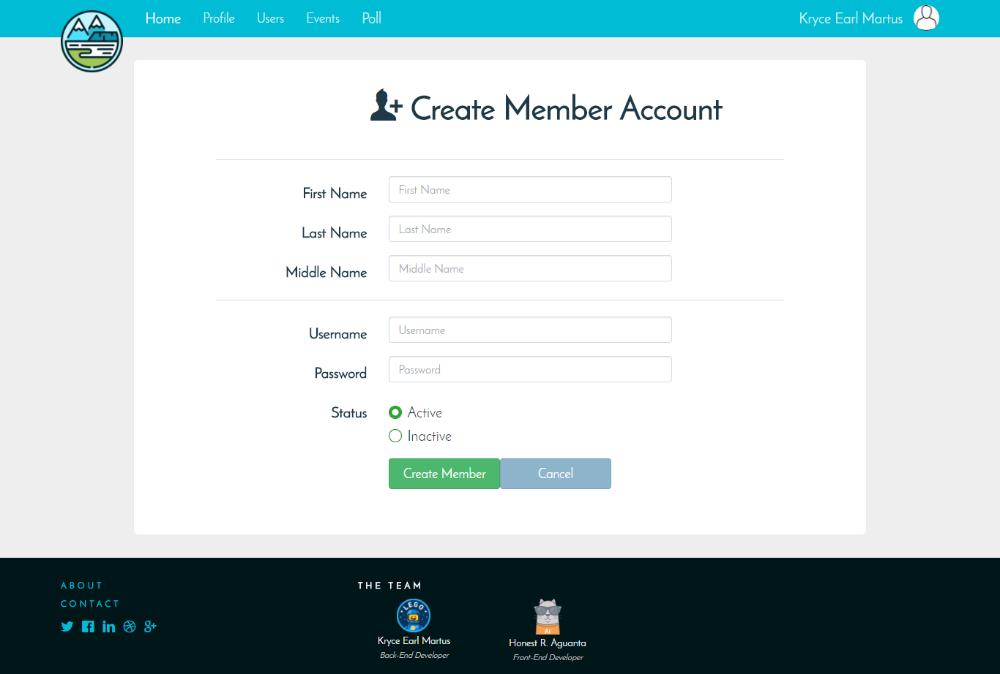 Home Profile Users Events Poll Kryce Earl Martus
Create Member Account
First Name First Name
Last Name Last Name
Middle Name Middle Name
Username Username
Password Password
Status Active
Inactive
Create Member Cancel
ABOUT THE TEAM
CONTACT
LEGO
AI
Kryce Earl Martus Honest R. Aguanta
Back-End Developer Front-End Developer